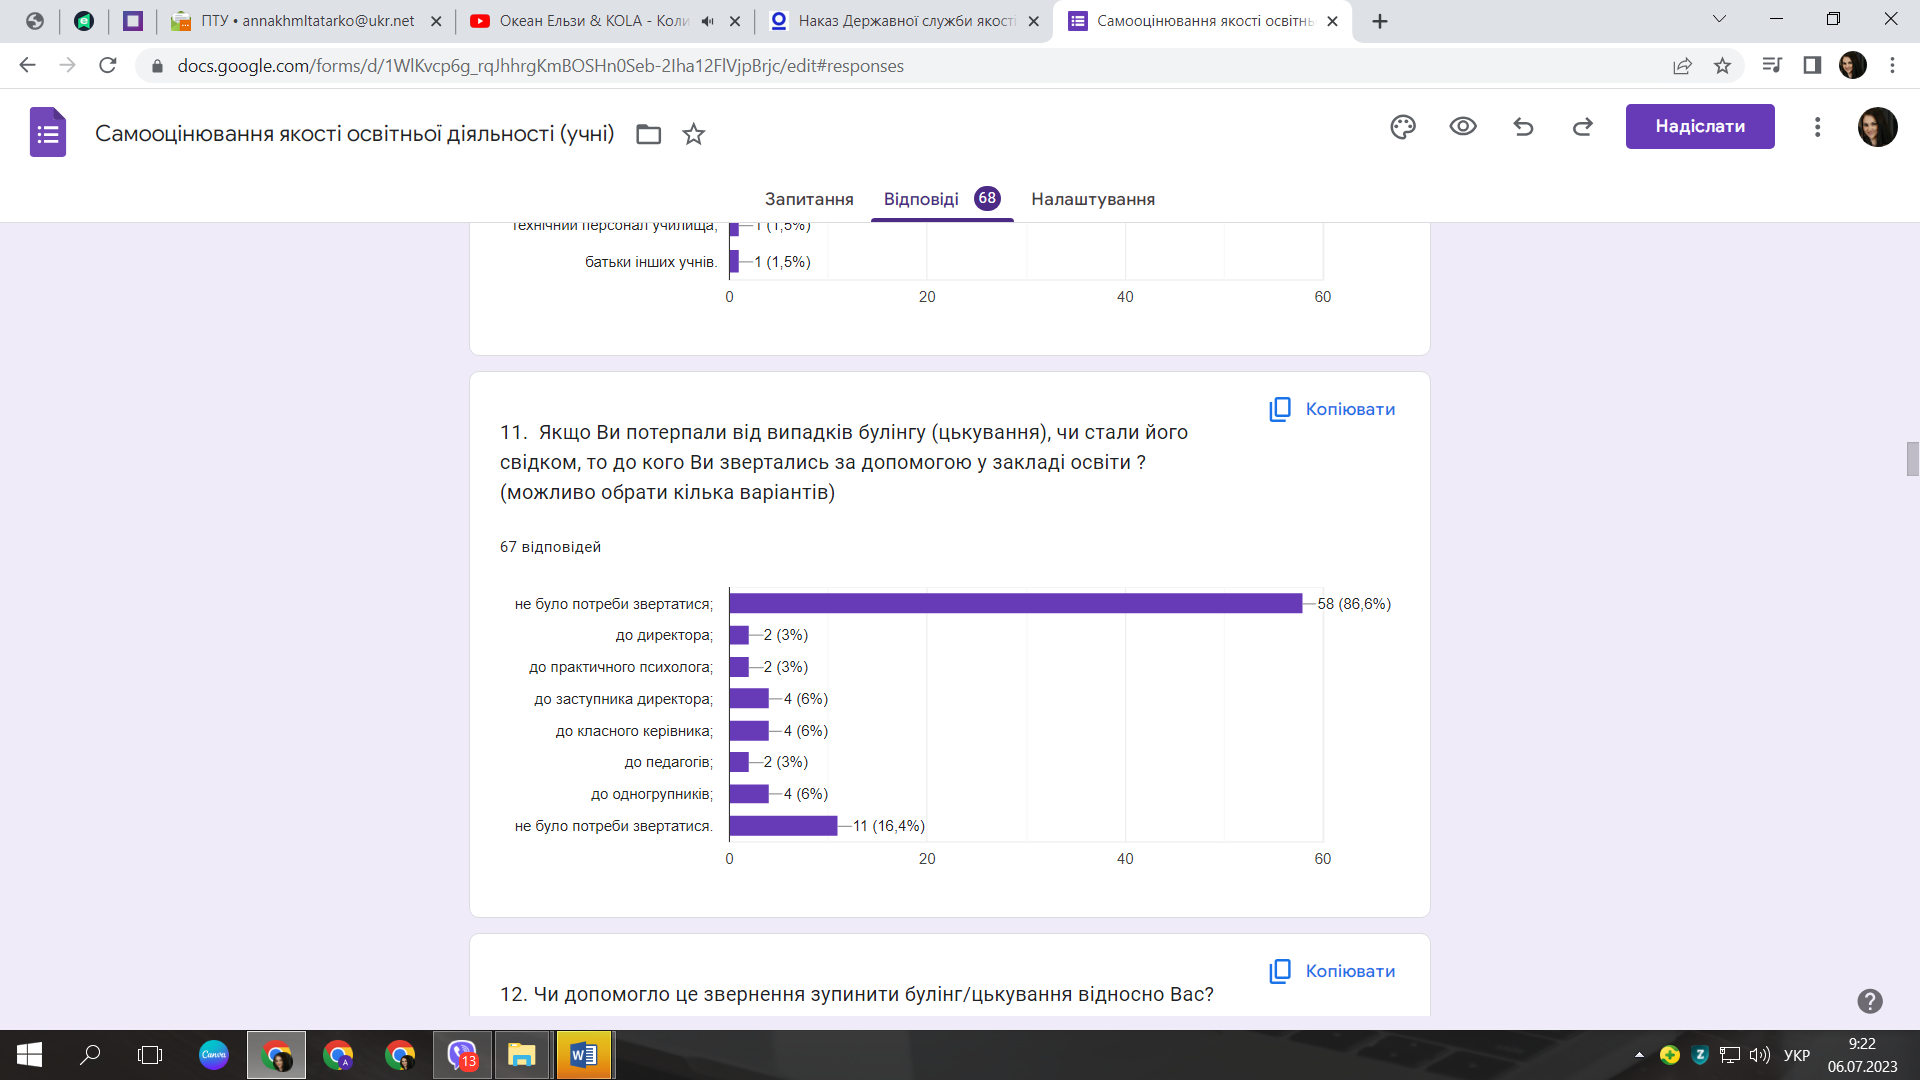 ПТУ • annakhmltatarko@ukr.net
Океан Ельзи & KOLA - Коли
Наказ Державної служби якості
Самооцінювання якості освітнь
docs.google.com/forms/d/1WlKvcp6g_rqJhhrgKmBOSHn0Seb-2Iha12FlVjpBrjc/edit#responses
Самооцінювання якості освітньої діяльності (учні)
Надіслати
Запитання Відповіді 68 Налаштування
технічний персонал училища; 1 (1,5%)
батьки інших учнів. 1 (1,5%)
0 20 40 60
Копіювати
11. Якщо Ви потерпали від випадків булінгу (цькування), чи стали його
свідком, то до кого Ви звертались за допомогою у закладі освіти ?
(можливо обрати кілька варіантів)
67 відповідей
не було потреби звертатися; 58 (86,6%)
до директора; 2 (3%)
до практичного психолога; 2 (3%)
до заступника директора; 4 (6%)
до класного керівника; 4 (6%)
до педагогів; 2 (3%)
до одногрупників; 4 (6%)
не було потреби звертатися. 11 (16,4%)
0 20 40 60
Копіювати
12. Чи допомогло це звернення зупинити булінг/цькування відносно Вас?
Canva
A
13
W
Z
УКР
9:22
06.07.2023